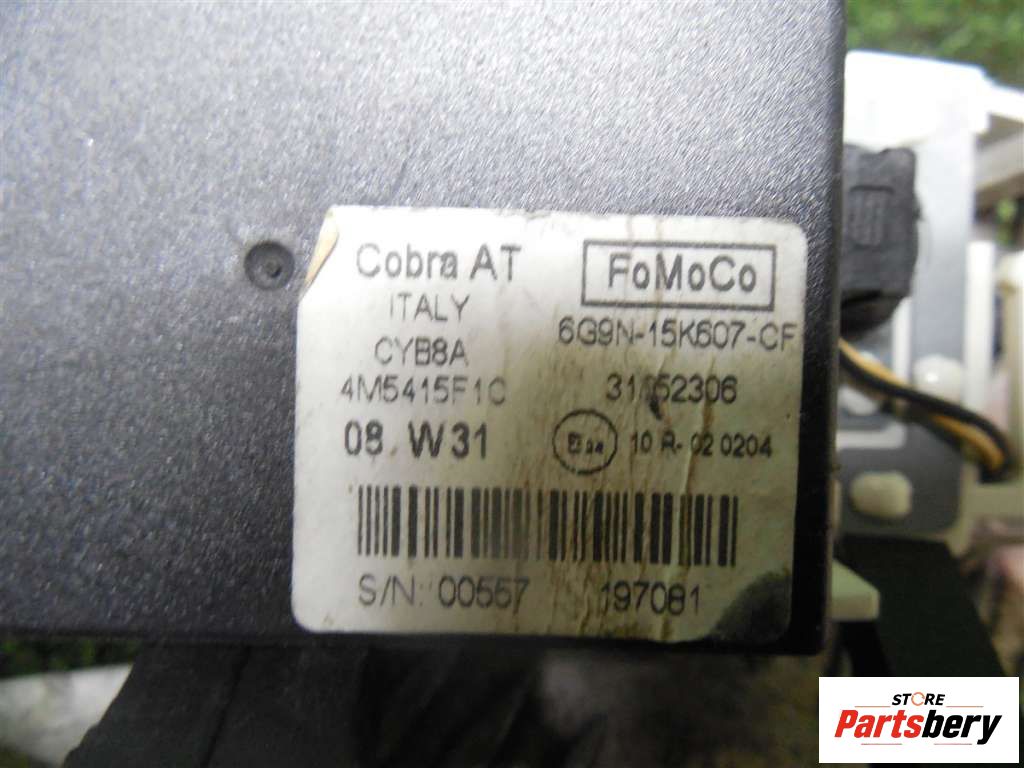 Cobra AT
FoMoCo
ITALY
6G9N-15K607-CF
CYB8A
4M5415F1C
08 W31
10 R-02 0204
S/N: 00557 197081
STORE
Partsbery